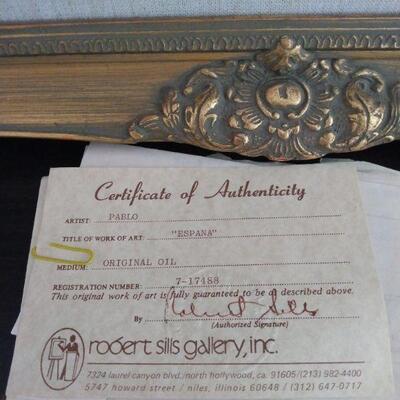 Certificate of Authenticity
ARTIST: PABLO
TITLE OF WORK OF ART: "ESPANA"
MEDIUM: ORIGINAL OIL
REGISTRATION NUMBER: 7-17488
This original work of art is fully guaranteed to be as described above.
By Robert Sills
(Authorized Signature)
robert sills gallery, inc.
7324 laurel canyon blvd./north hollywood, ca. 91605/(213) 982-4400
5747 howard street / niles, illinois 60648 / (312) 647-0717